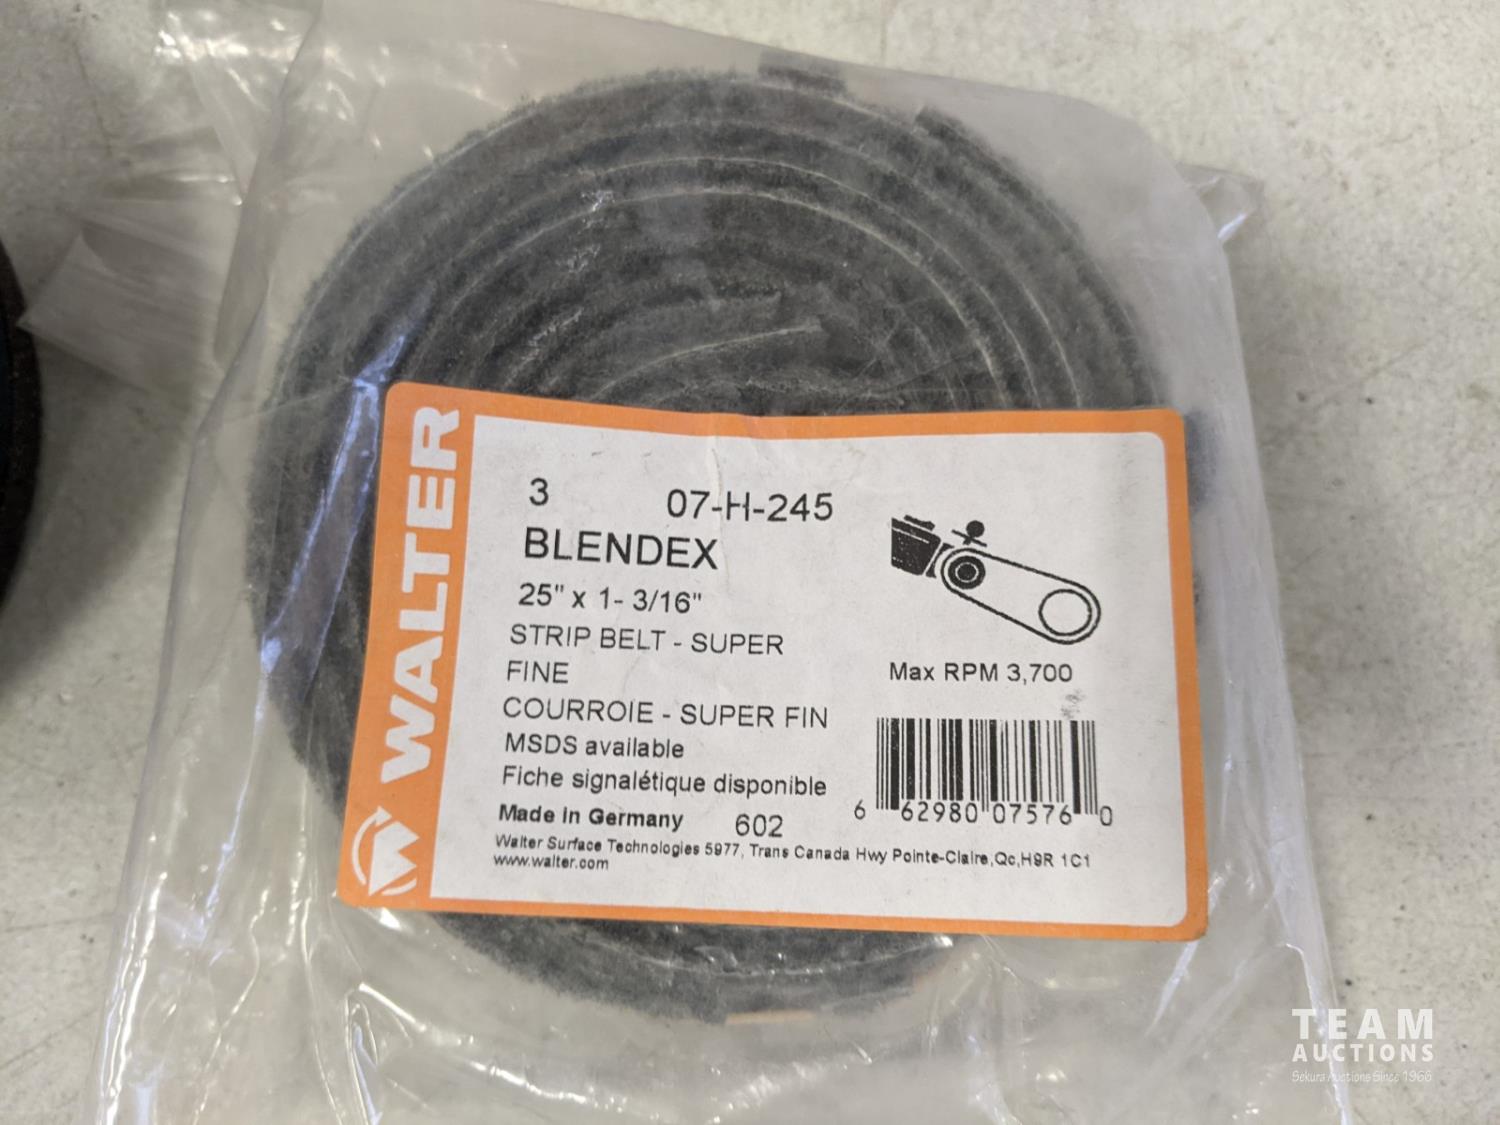 WALTER
3 07-H-245
BLENDEX
25" x 1- 3/16"
STRIP BELT - SUPER
FINE
COURROIE - SUPER FIN
MSDS available
Fiche signalétique disponible
Made in Germany 602
Walter Surface Technologies 5977, Trans Canada Hwy Pointe-Claire,Qc,H9R 1C1
www.walter.com
Max RPM 3,700
6 62980 07576 0
TEAM
AUCTIONS
Sekura Auctions Since 1966